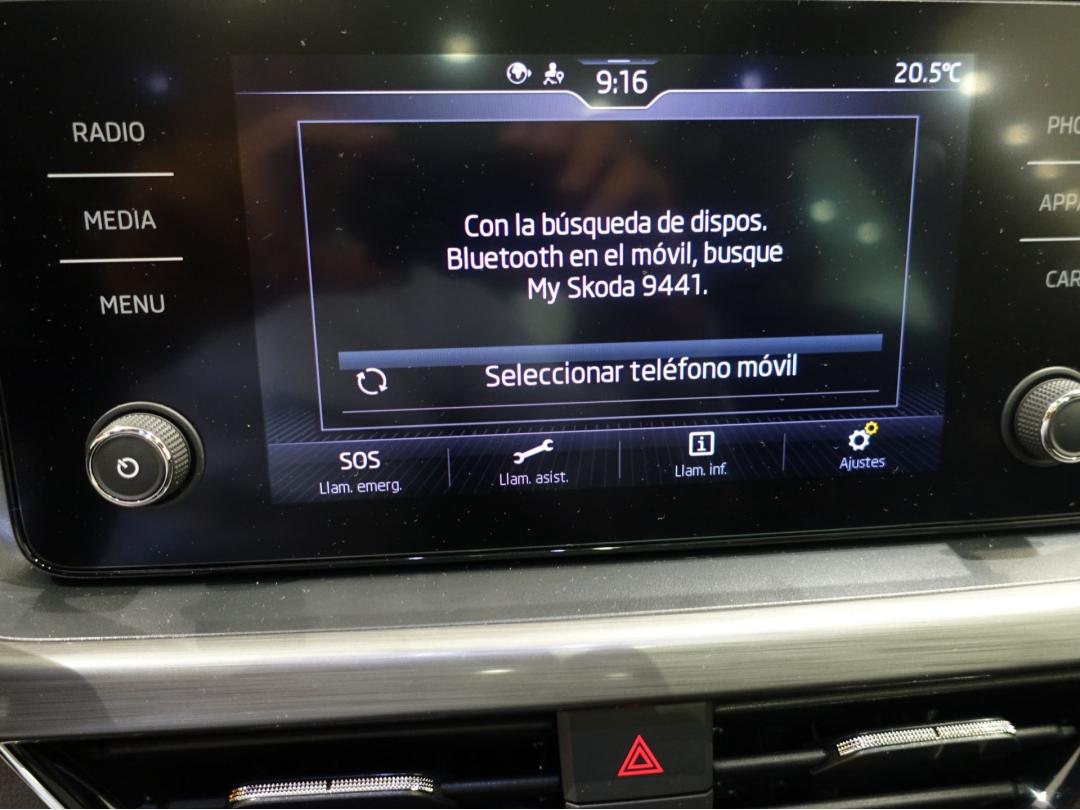 9:16
20.5°C
RADIO
MEDIA
MENU
Con la búsqueda de dispos.
Bluetooth en el móvil, busque
My Skoda 9441.
Seleccionar teléfono móvil
SOS
Llam. emerg.
Llam. asist.
Llam. inf.
Ajustes
CAR